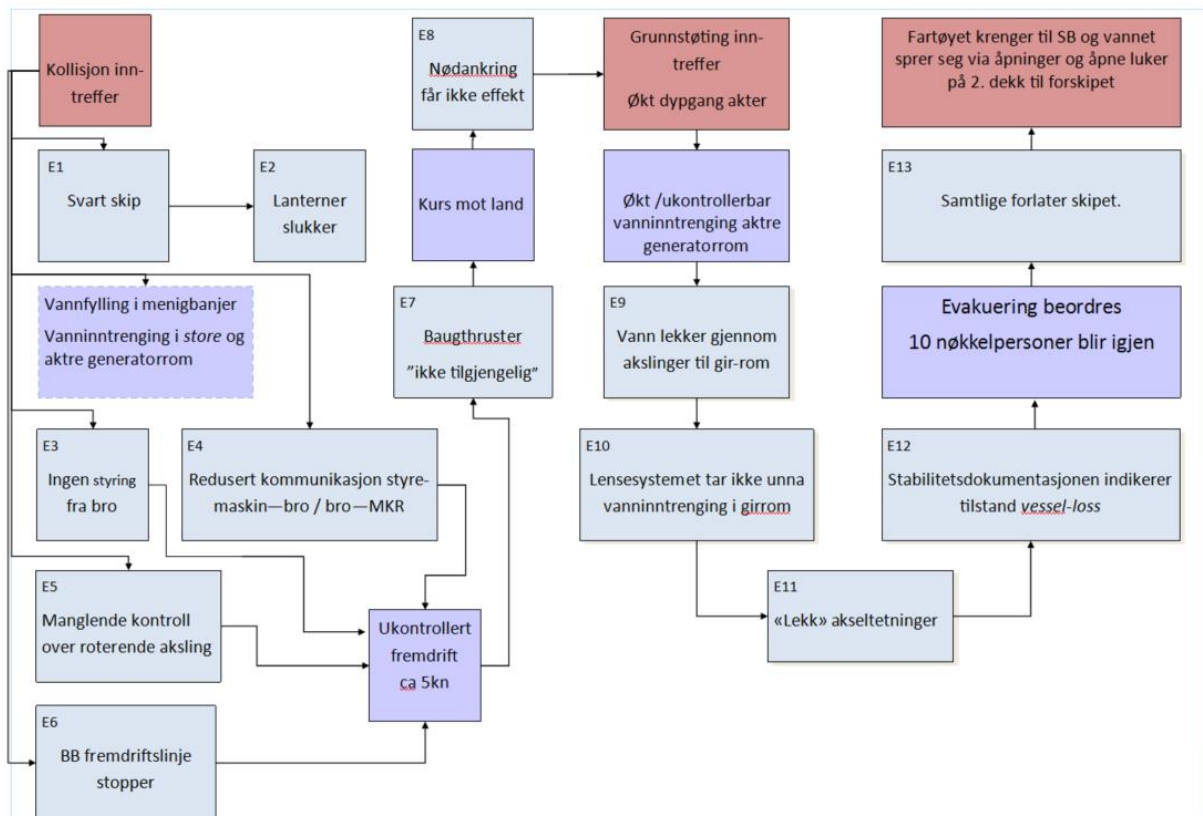 Kollisjon inn-
treffer
E1
Svart skip
E2
Lanterner
slukker
Vannfylling i menigbanjer
Vanninntrenging i store og
aktre generatorrom
E3
Ingen styring
fra bro
E4
Redusert kommunikasjon styre-
maskin—bro / bro—MKR
E5
Manglende kontroll
over roterende aksling
E6
BB fremdriftslinje
stopper
Ukontrollert
fremdrift
ca 5kn
E7
Baugthruster
”ikke tilgjengelig”
Kurs mot land
E8
Nødankring
får ikke effekt
Grunnstøting inn-
treffer
Økt dypgang akter
Økt /ukontrollerbar
vanninntrenging aktre
generatorrom
E9
Vann lekker gjennom
akslinger til gir-rom
E10
Lensesystemet tar ikke unna
vanninntrenging i girrom
E11
«Lekk» akseltetninger
E12
Stabilitetsdokumentasjonen indikerer
tilstand vessel-loss
Evakuering beordres
10 nøkkelpersoner blir igjen
E13
Samtlige forlater skipet.
Fartøyet krenger til SB og vannet
sprer seg via åpninger og åpne luker
på 2. dekk til forskipet